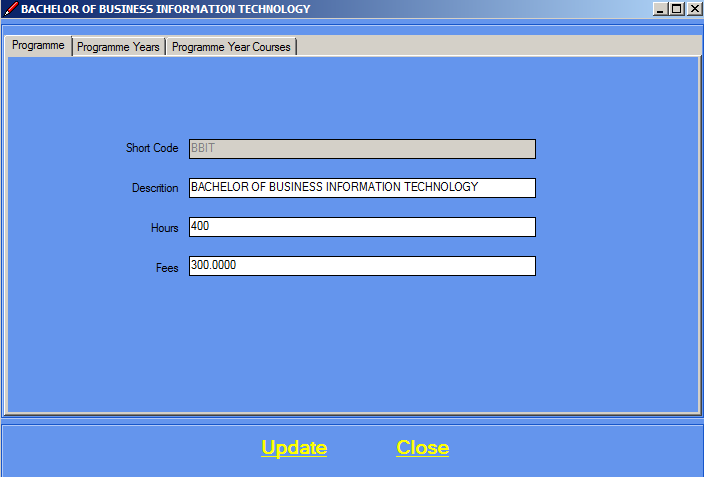 BACHELOR OF BUSINESS INFORMATION TECHNOLOGY
Programme Programme Years Programme Year Courses
Short Code BBIT
Descrition BACHELOR OF BUSINESS INFORMATION TECHNOLOGY
Hours 400
Fees 300.0000
Update Close